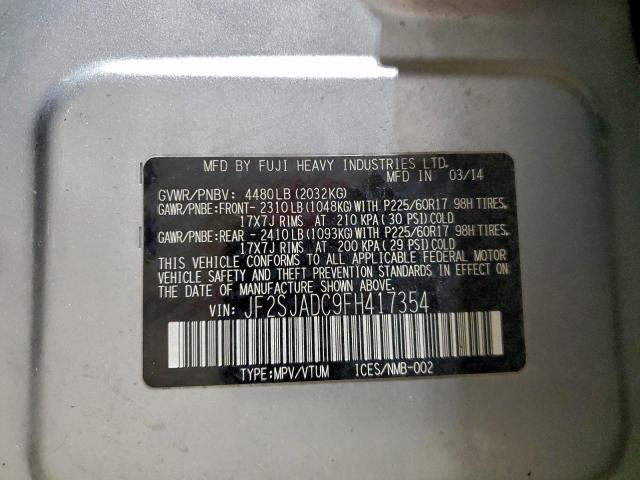 MFD BY FUJI HEAVY INDUSTRIES LTD.
MFD IN 03/14
GVWR/PNBV: 4480LB(2032KG)
GAWR/PNBE:FRONT- 2310LB(1048KG)WITH P225/60R17 98H TIRES,
17X7J RIMS AT 210 KPA(30 PSI)COLD
GAWR/PNBE:REAR - 2410LB(1093KG)WITH P225/60R17 98H TIRES,
17X7J RIMS AT 200 KPA(29 PSI)COLD
THIS VEHICLE CONFORMS TO ALL APPLICABLE FEDERAL MOTOR
VEHICLE SAFETY AND THEFT PREVENTION STANDARDS IN EFFECT
ON THE DATE OF MANUFACTURE SHOWN ABOVE.
VIN: JF2SJADC9FH417354
TYPE:MPV/VTUM ICES/NMB-002